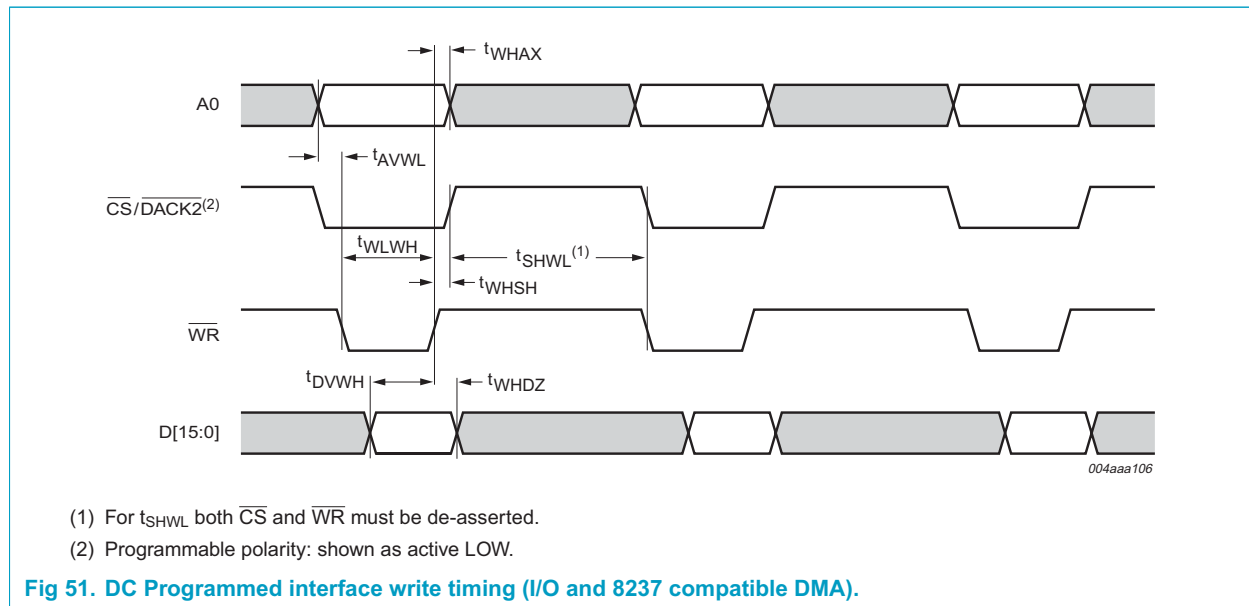 tWHAX
A0
tAVWL
CS/DACK2(2)
tWLWH
tSHWL(1)
tWHSH
WR
tDVWH
tWHDZ
D[15:0]
004aaa106
(1) For tSHWL both CS and WR must be de-asserted.
(2) Programmable polarity: shown as active LOW.
Fig 51. DC Programmed interface write timing (I/O and 8237 compatible DMA).